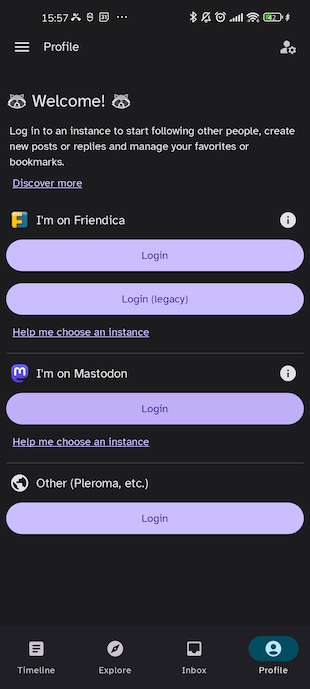 15:57
31
42
Profile
🦝 Welcome! 🦝
Log in to an instance to start following other people, create
new posts or replies and manage your favorites or
bookmarks.
Discover more
I'm on Friendica
Login
Login (legacy)
Help me choose an instance
I'm on Mastodon
Login
Help me choose an instance
Other (Pleroma, etc.)
Login
Timeline
Explore
Inbox
Profile